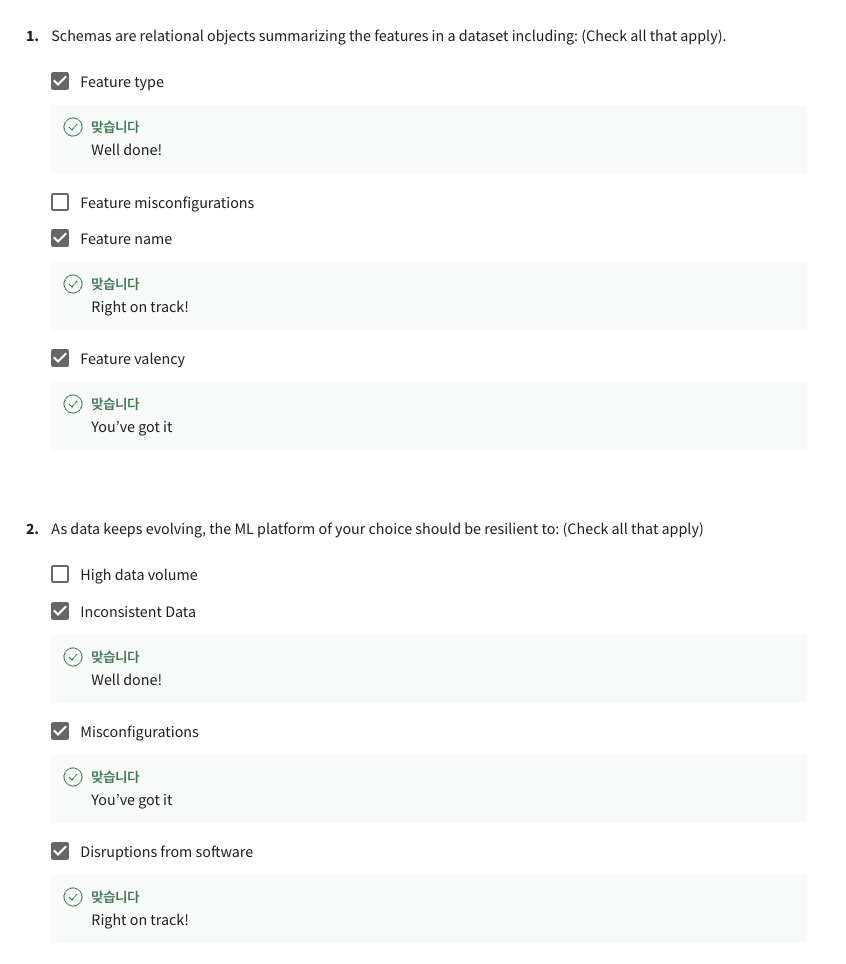 1. Schemas are relational objects summarizing the features in a dataset including: (Check all that apply).
Feature type
맞습니다
Well done!
Feature misconfigurations
Feature name
맞습니다
Right on track!
Feature valency
맞습니다
You’ve got it
2. As data keeps evolving, the ML platform of your choice should be resilient to: (Check all that apply)
High data volume
Inconsistent Data
맞습니다
Well done!
Misconfigurations
맞습니다
You’ve got it
Disruptions from software
맞습니다
Right on track!